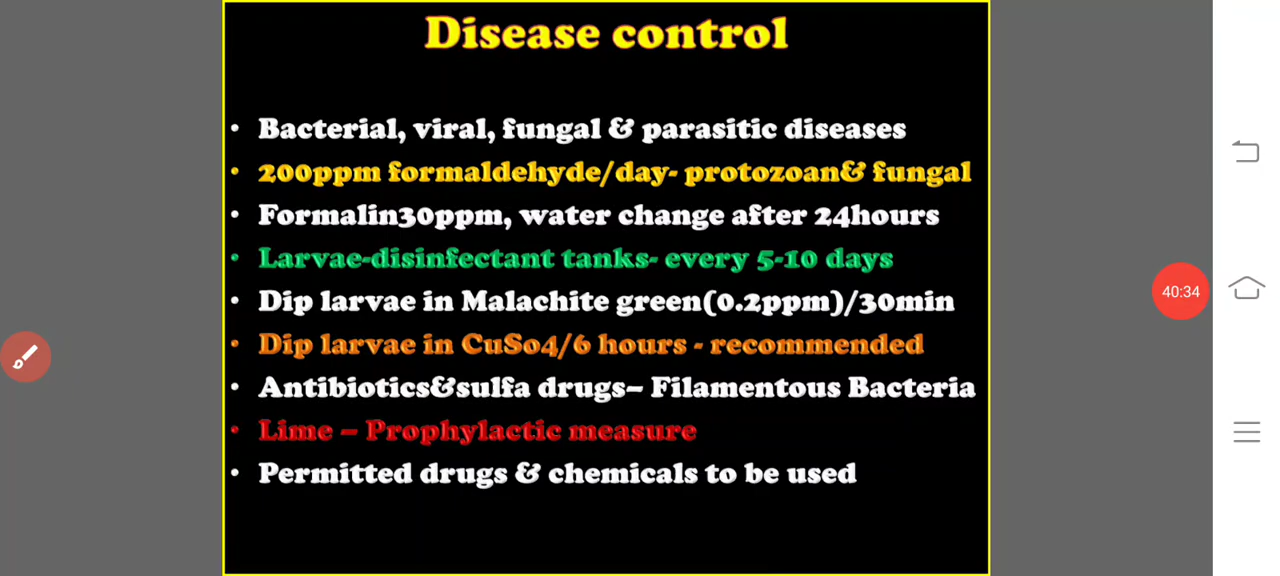 Disease control
• Bacterial, viral, fungal & parasitic diseases
• 200ppm formaldehyde/day- protozoan& fungal
• Formalin30ppm, water change after 24hours
• Larvae-disinfectant tanks- every 5-10 days
• Dip larvae in Malachite green(0.2ppm)/30min
• Dip larvae in CuSo4/6 hours - recommended
• Antibiotics&sulfa drugs– Filamentous Bacteria
• Lime – Prophylactic measure
• Permitted drugs & chemicals to be used
40:34